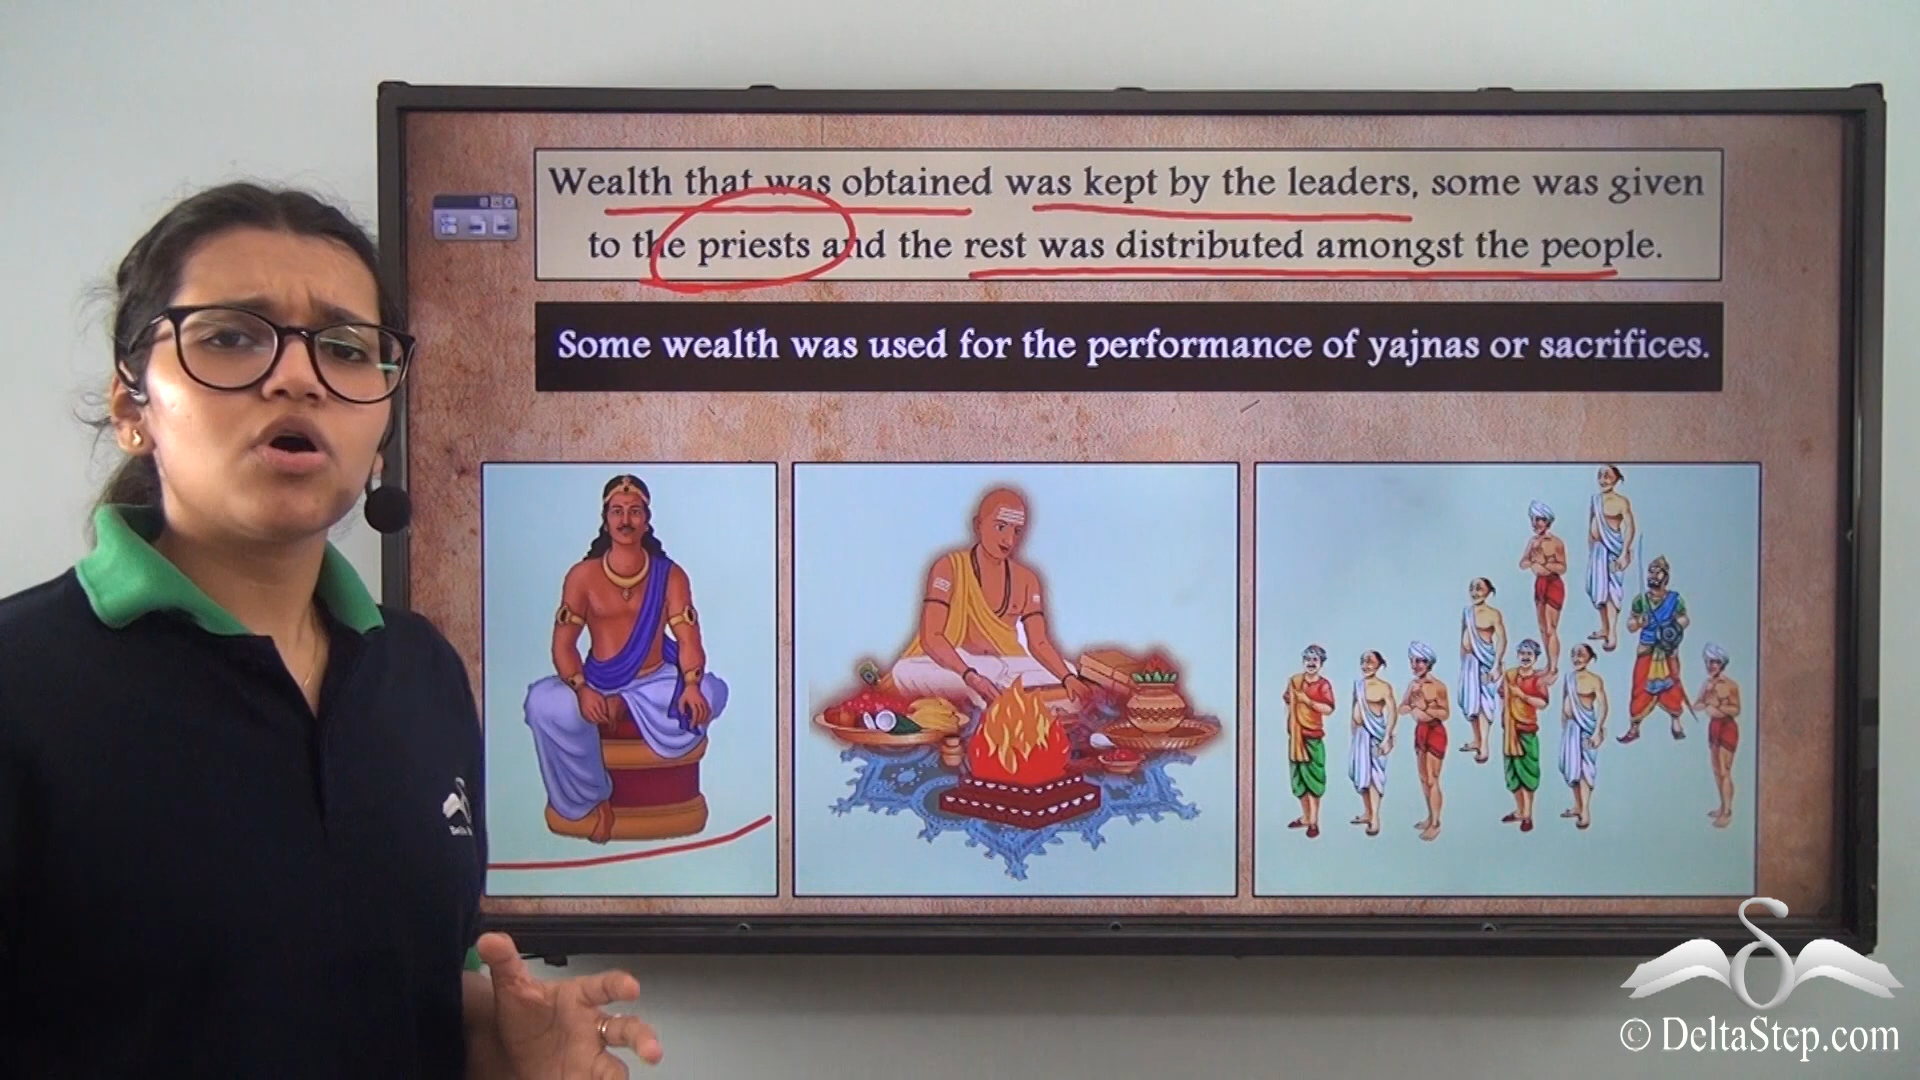 Wealth that was obtained was kept by the leaders, some was given
to the priests and the rest was distributed amongst the people.
Some wealth was used for the performance of yajnas or sacrifices.
© DeltaStep.com